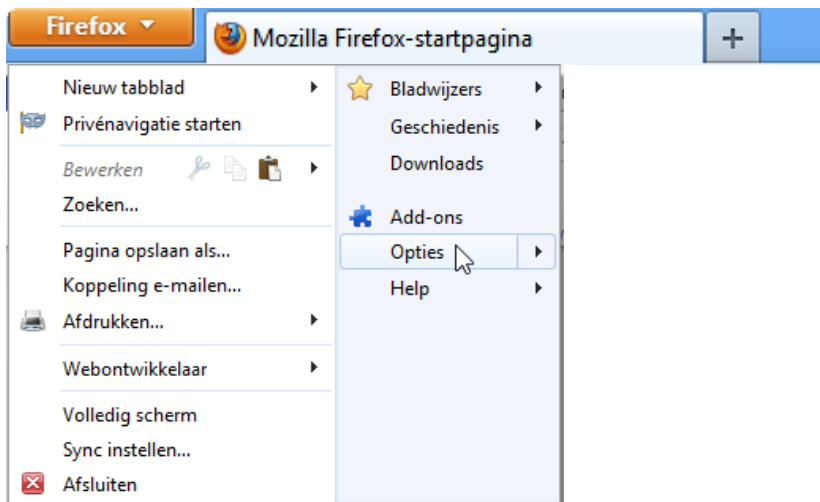 Firefox
Mozilla Firefox-startpagina
Nieuw tabblad
Privénavigatie starten
Bewerken
Zoeken...
Pagina opslaan als...
Koppeling e-mailen...
Afdrukken...
Webontwikkelaar
Volledig scherm
Sync instellen...
Afsluiten
Bladwijzers
Geschiedenis
Downloads
Add-ons
Opties
Help